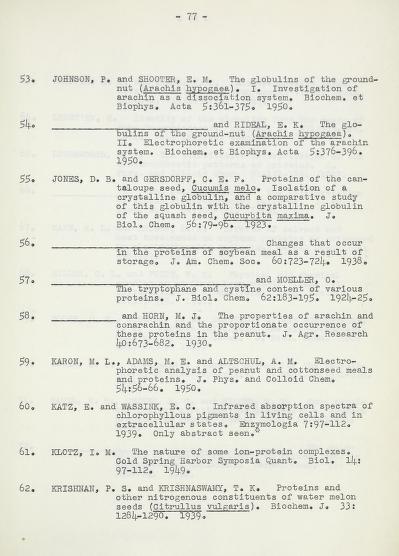 - 77 -
53. JOHNSON, P. and SHOOTER, E. M. The globulins of the ground-
nut (Arachis hypogaea). I. Investigation of
arachin as a dissociation system. Biochem. et
Biophys. Acta 5:361-375. 1950.
54. ____________________ and RIDEAL, E. K. The glo-
bulins of the ground-nut (Arachis hypogaea).
II. Electrophoretic examination of the arachin
system. Biochem. et Biophys. Acta 5:376-396.
1950.
55. JONES, D. B. and GERSDORFF, C. E. F. Proteins of the can-
taloupe seed, Cucumis melo. Isolation of a
crystalline globulin, and a comparative study
of this globulin with the crystalline globulin
of the squash seed, Cucurbita maxima. J.
Biol. Chem. 56:79-96. 1923.
56. ____________________ Changes that occur
in the proteins of soybean meal as a result of
storage. J. Am. Chem. Soc. 60:723-724. 1938.
57. ____________________ and MOELLER, O.
The tryptophane and cystine content of various
proteins. J. Biol. Chem. 62:183-195. 1924-25.
58. ____________ and HORN, M. J. The properties of arachin and
conarachin and the proportionate occurrence of
these proteins in the peanut. J. Agr. Research
40:673-682. 1930.
59. KARON, M. L., ADAMS, M. E. and ALTSCHUL, A. M. Electro-
phoretic analysis of peanut and cottonseed meals
and proteins. J. Phys. and Colloid Chem.
54:56-66. 1950.
60. KATZ, E. and WASSINK, E. C. Infrared absorption spectra of
chlorophyllous pigments in living cells and in
extracellular states. Enzymologia 7:97-112.
1939. Only abstract seen.
61. KLOTZ, I. M. The nature of some ion-protein complexes.
Cold Spring Harbor Symposia Quant. Biol. 14:
97-112. 1949.
62. KRISHNAN, P. S. and KRISHNASWAMY, T. K. Proteins and
other nitrogenous constituents of water melon
seeds (Citrullus vulgaris). Biochem. J. 33:
1284-1290. 1939.